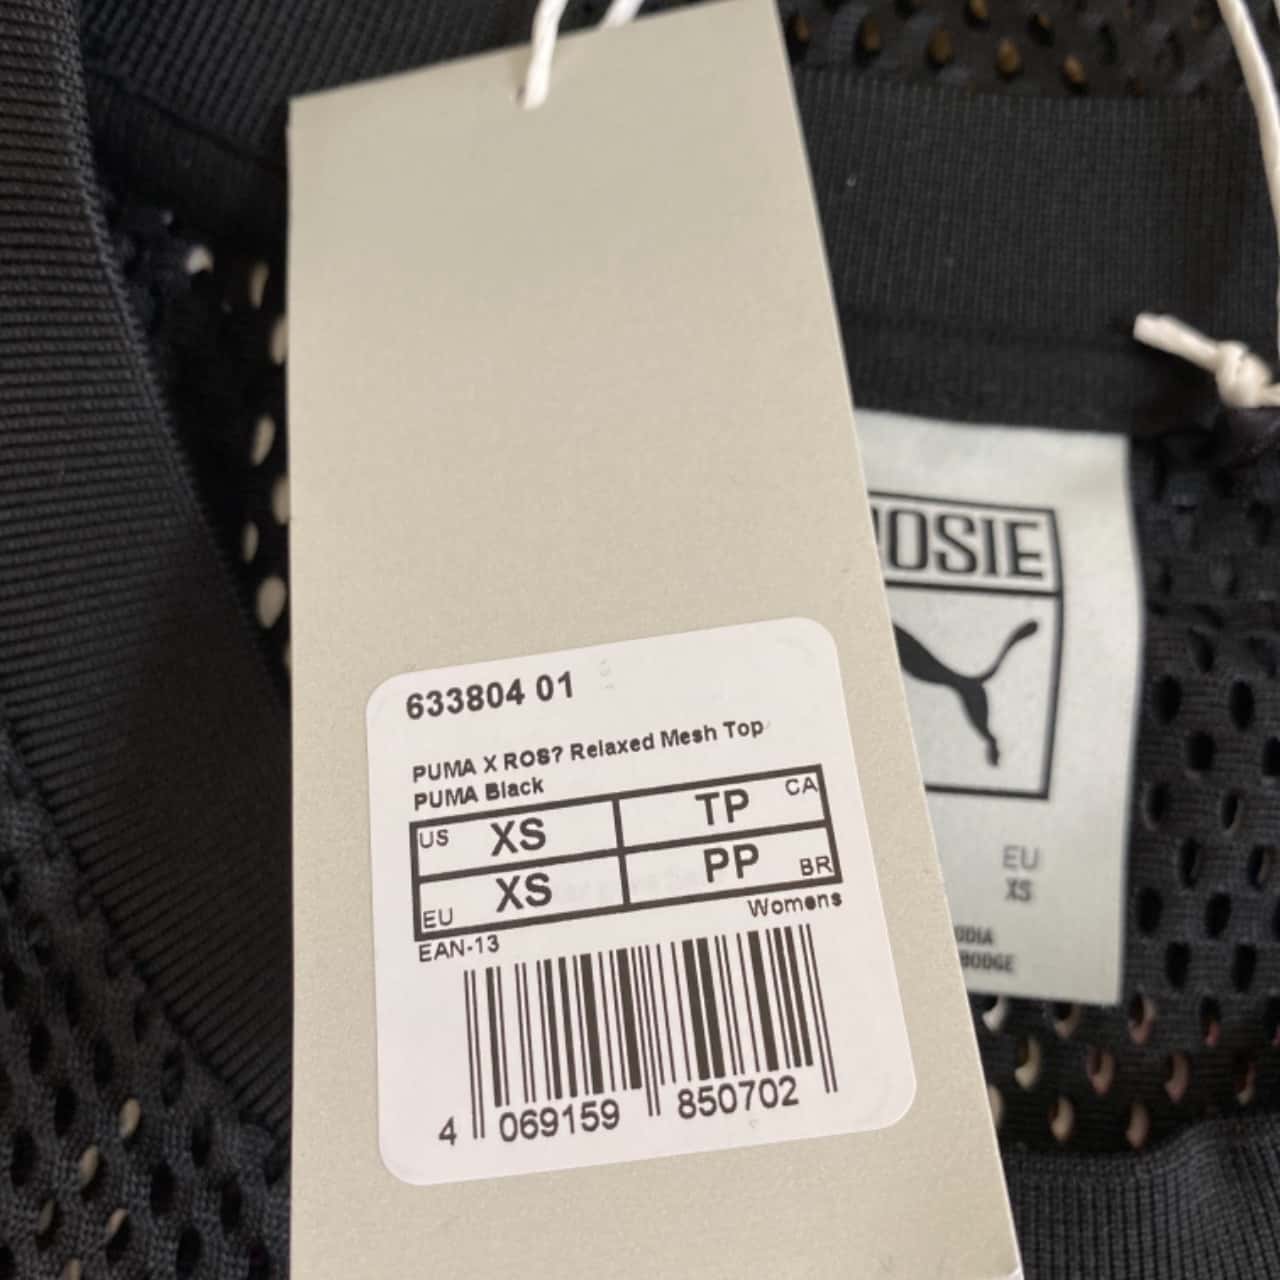 633804 01
PUMA X ROS? Relaxed Mesh Top
PUMA Black
US XS TP CA
EU XS PP BR
Womens
EAN-13
4 069159 850702
OSIE
EU
XS
ODIA
BODGE